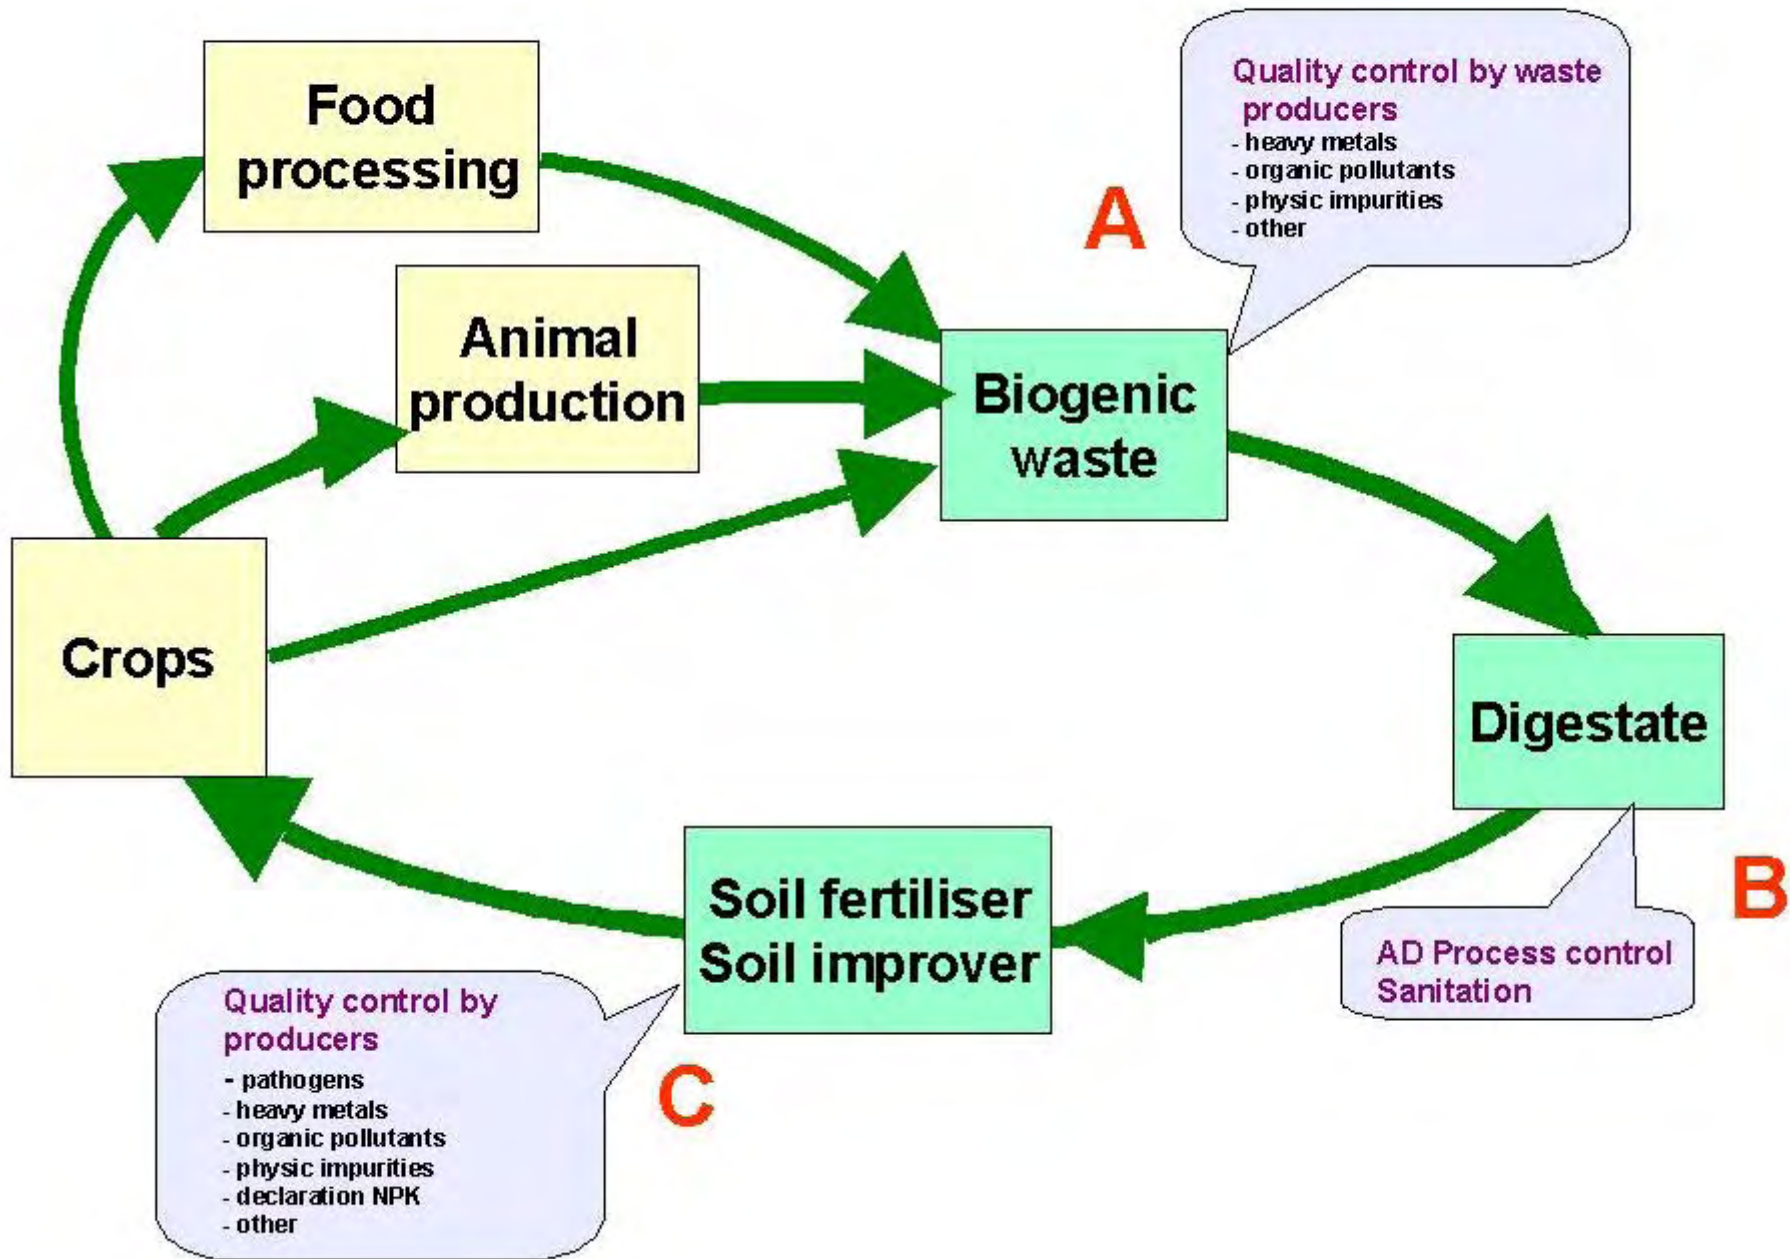 Food
processing
Quality control by waste
producers
- heavy metals
- organic pollutants
- physic impurities
- other
A
Animal
production
Biogenic
waste
Crops
Digestate
B
AD Process control
Sanitation
Soil fertiliser
Soil improver
Quality control by
producers
- pathogens
- heavy metals
- organic pollutants
- physic impurities
- declaration NPK
- other
C